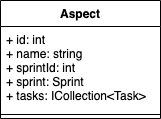 Aspect
+ id: int
+ name: string
+ sprintId: int
+ sprint: Sprint
+ tasks: ICollection<Task>